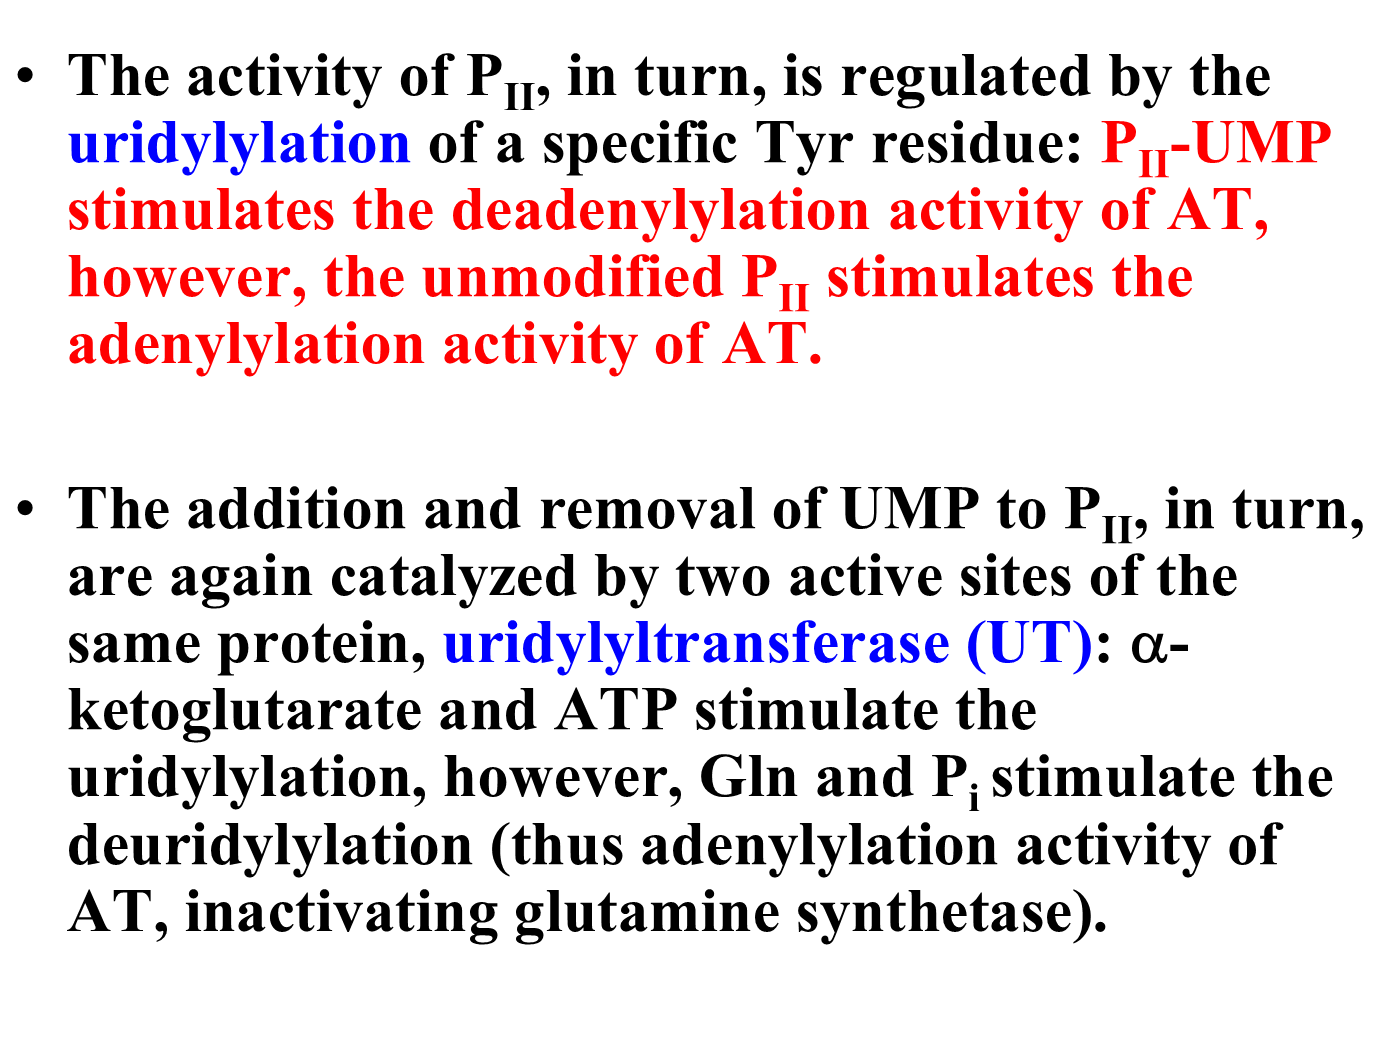 • The activity of PII, in turn, is regulated by the
uridylylation of a specific Tyr residue: PII-UMP
stimulates the deadenylylation activity of AT,
however, the unmodified PII stimulates the
adenylylation activity of AT.
• The addition and removal of UMP to PII, in turn,
are again catalyzed by two active sites of the
same protein, uridylyltransferase (UT): α-
ketoglutarate and ATP stimulate the
uridylylation, however, Gln and Pi stimulate the
deuridylylation (thus adenylylation activity of
AT, inactivating glutamine synthetase).